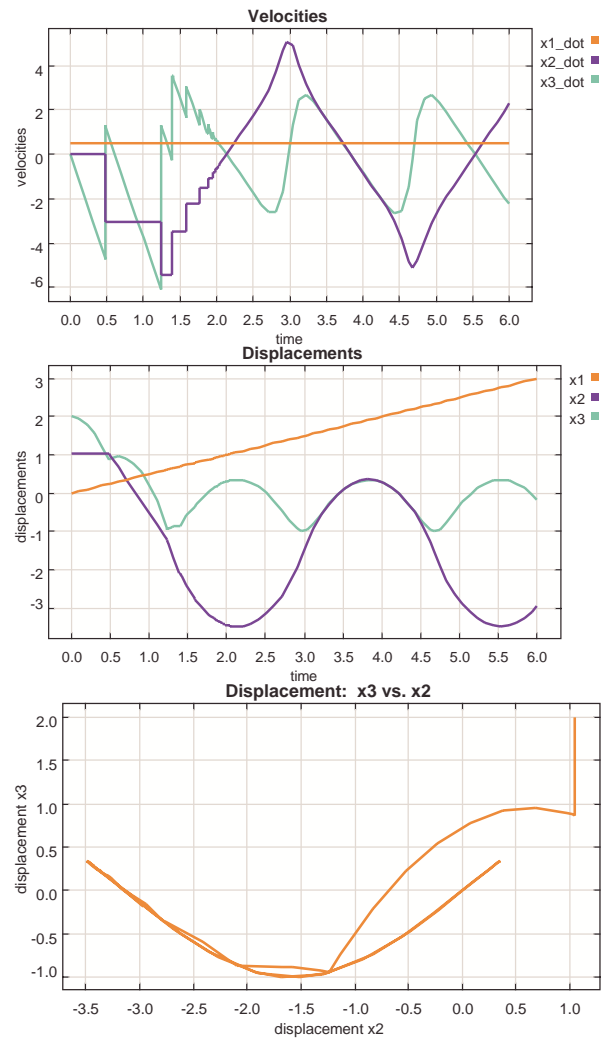 Velocities
x1_dot
x2_dot
x3_dot
4
2
0
-2
-4
-6
velocities
0.0 0.5 1.0 1.5 2.0 2.5 3.0 3.5 4.0 4.5 5.0 5.5 6.0
time
Displacements
x1
x2
x3
3
2
1
0
-1
-2
-3
displacements
0.0 0.5 1.0 1.5 2.0 2.5 3.0 3.5 4.0 4.5 5.0 5.5 6.0
time
Displacement: x3 vs. x2
2.0
1.5
1.0
0.5
0.0
-0.5
-1.0
displacement x3
-3.5 -3.0 -2.5 -2.0 -1.5 -1.0 -0.5 0.0 0.5 1.0
displacement x2